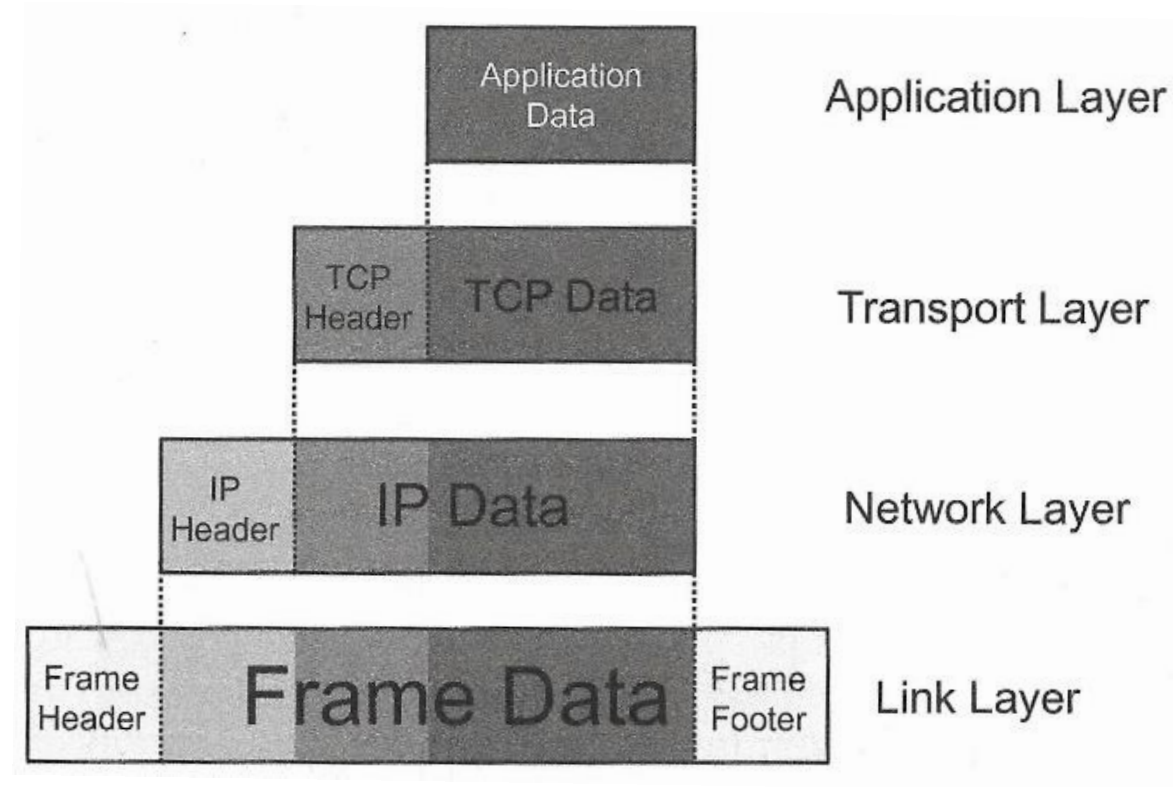 Application
Data
Application Layer
TCP
Header
TCP Data
Transport Layer
IP
Header
IP Data
Network Layer
Frame
Header
Frame Data
Frame
Footer
Link Layer